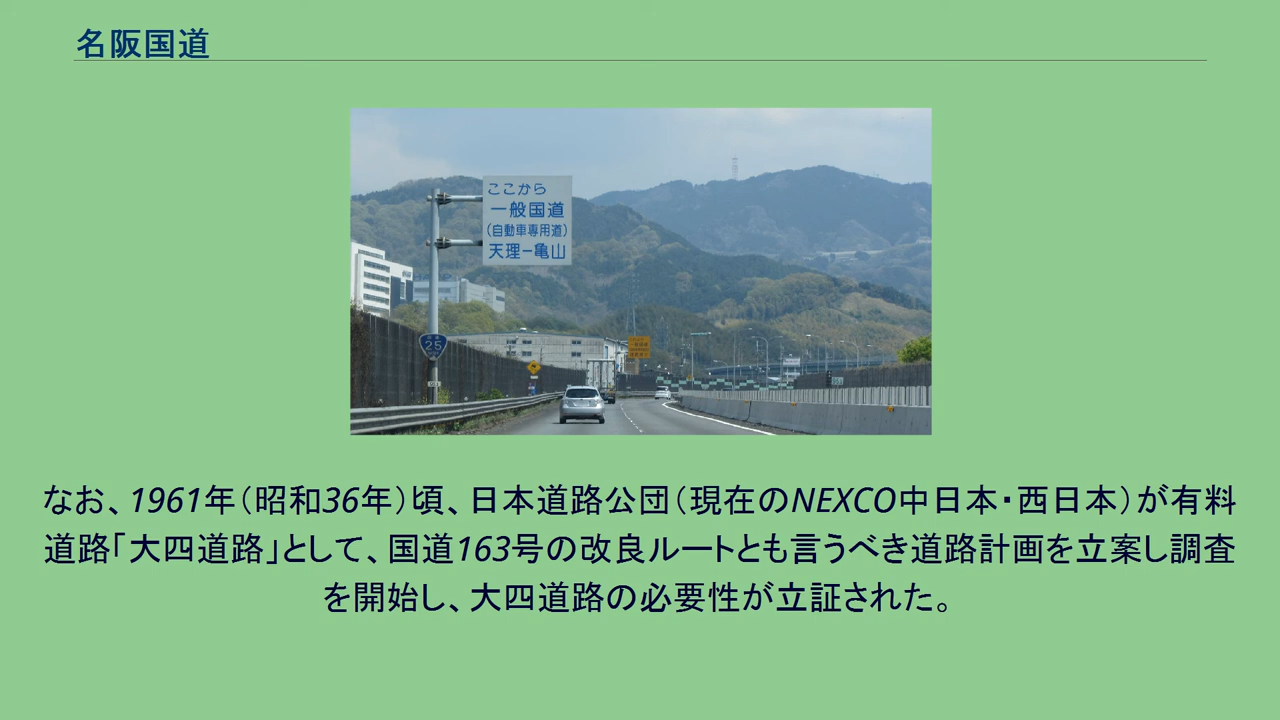 名阪国道
ここから
一般国道
(自動車専用道)
天理－亀山
25
なお、1961年（昭和36年）頃、日本道路公団（現在のNEXCO中日本・西日本）が有料
道路「大四道路」として、国道163号の改良ルートとも言うべき道路計画を立案し調査
を開始し、大四道路の必要性が立証された。